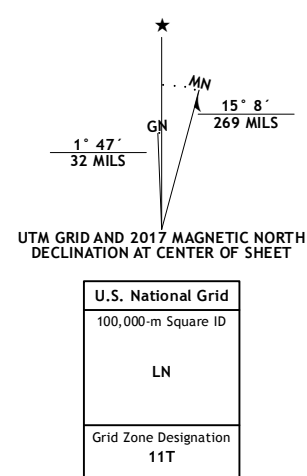 ★
MN
GN
15° 8´
269 MILS
1° 47´
32 MILS
UTM GRID AND 2017 MAGNETIC NORTH
DECLINATION AT CENTER OF SHEET
U.S. National Grid
100,000-m Square ID
LN
Grid Zone Designation
11T